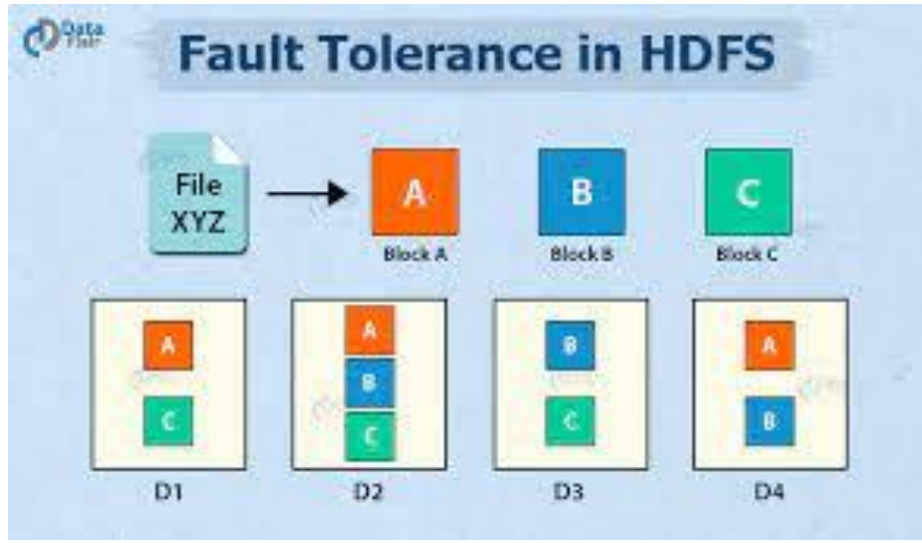 Data
Flair
Fault Tolerance in HDFS
File
XYZ
A
B
C
Block A
Block B
Block C
A
C
A
B
C
B
C
A
B
D1
D2
D3
D4